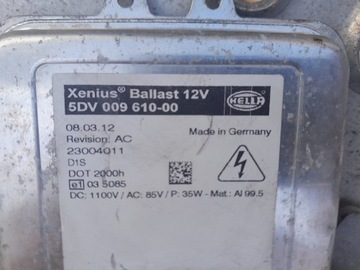 Xenius® Ballast 12V
5DV 009 610-00
HELLA
08.03.12
Made in Germany
Revision: AC
23004011
D1S
DOT 2000h
e1 03 5085
DC: 1100V / AC: 85V / P: 35W - Mat.: Al 99.5